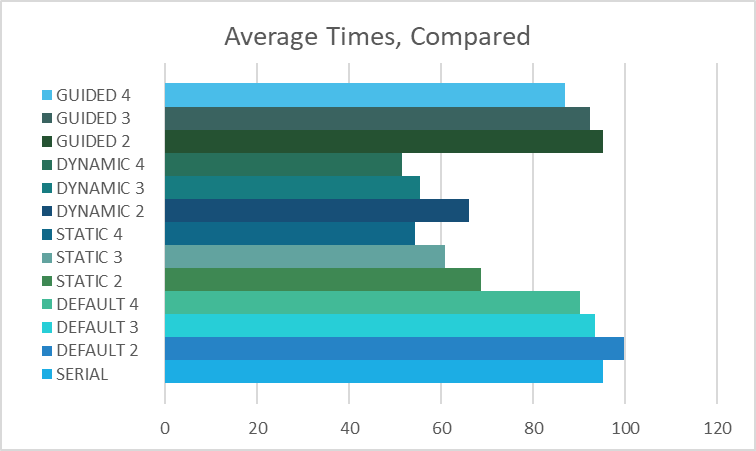 Average Times, Compared
GUIDED 4
GUIDED 3
GUIDED 2
DYNAMIC 4
DYNAMIC 3
DYNAMIC 2
STATIC 4
STATIC 3
STATIC 2
DEFAULT 4
DEFAULT 3
DEFAULT 2
SERIAL
0 20 40 60 80 100 120